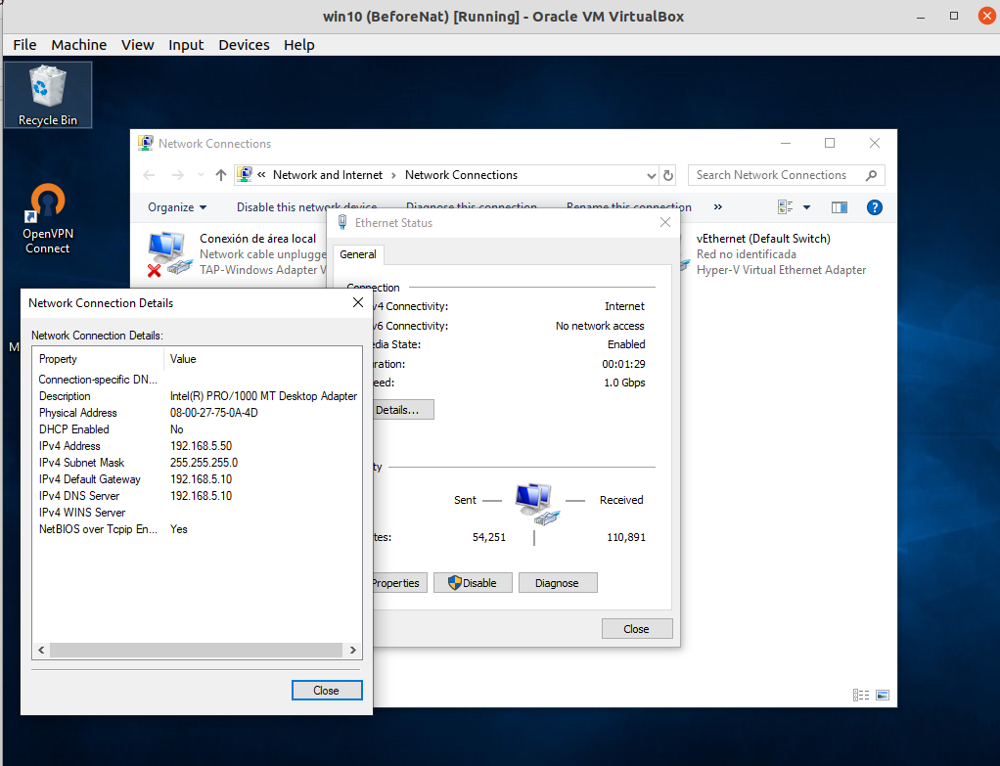 win10 (BeforeNat) [Running] - Oracle VM VirtualBox
File Machine View Input Devices Help
Recycle Bin
OpenVPN
Connect
M
Network Connections
« Network and Internet › Network Connections
Search Network Connections
Organize Disable this network device Diagnose this connection Rename this connection »
Conexión de área local
Network cable unplugge
TAP-Windows Adapter V
vEthernet (Default Switch)
Red no identificada
Hyper-V Virtual Ethernet Adapter
Ethernet Status
General
Connection
v4 Connectivity: Internet
v6 Connectivity: No network access
dia State: Enabled
ration: 00:01:29
eed: 1.0 Gbps
Details...
ty
Sent Received
tes: 54,251 110,891
Properties Disable Diagnose
Close
Network Connection Details
Network Connection Details:
Property Value
Connection-specific DN...
Description Intel(R) PRO/1000 MT Desktop Adapter
Physical Address 08-00-27-75-0A-4D
DHCP Enabled No
IPv4 Address 192.168.5.50
IPv4 Subnet Mask 255.255.255.0
IPv4 Default Gateway 192.168.5.10
IPv4 DNS Server 192.168.5.10
IPv4 WINS Server
NetBIOS over Tcpip En... Yes
Close